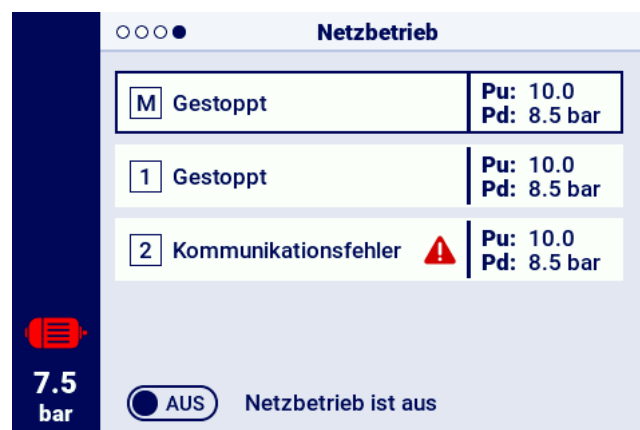 Netzbetrieb
M Gestoppt
Pu: 10.0
Pd: 8.5 bar
1 Gestoppt
Pu: 10.0
Pd: 8.5 bar
2 Kommunikationsfehler
Pu: 10.0
Pd: 8.5 bar
7.5
bar
AUS Netzbetrieb ist aus